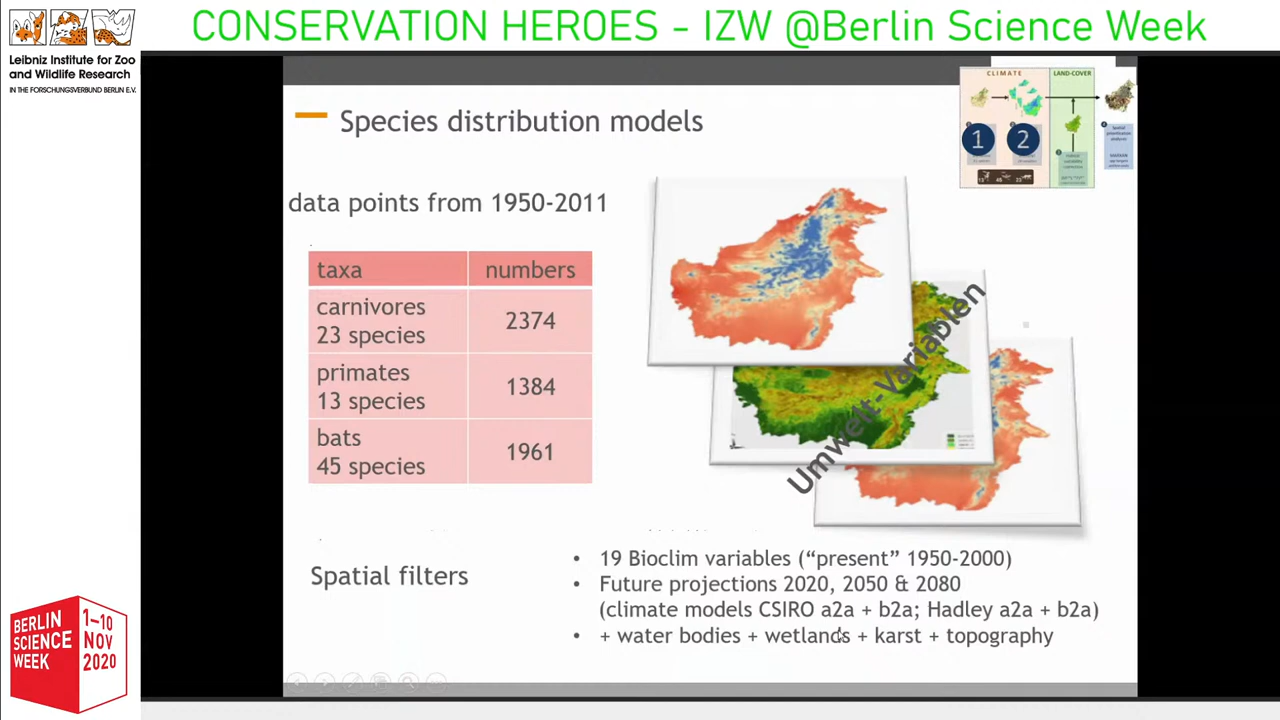 CONSERVATION HEROES - IZW @Berlin Science Week
Leibniz Institute for Zoo
and Wildlife Research
IN THE FORSCHUNGSVERBUND BERLIN E.V.
CLIMATE
LAND-COVER
1
2
Species distribution models
data points from 1950-2011
taxa
numbers
carnivores
23 species
2374
primates
13 species
1384
bats
45 species
1961
Umwelt-Variablen
Spatial filters
• 19 Bioclim variables (“present” 1950-2000)
• Future projections 2020, 2050 & 2080
(climate models CSIRO a2a + b2a; Hadley a2a + b2a)
• + water bodies + wetlands + karst + topography
BERLIN
SCIENCE
WEEK
1–10
NOV
2020